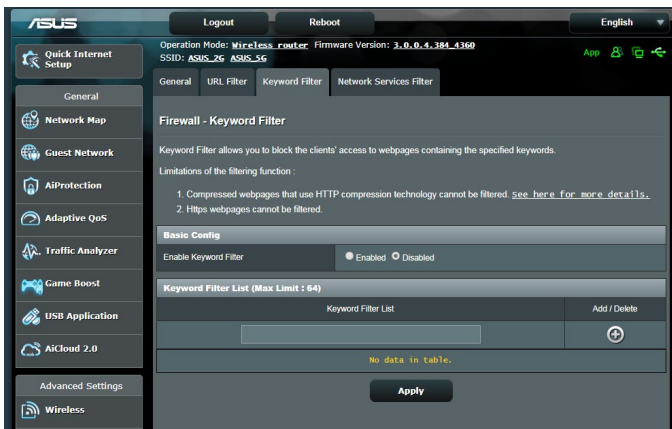 ASUS
Logout
Reboot
English
Quick Internet
Setup
Operation Mode: Wireless router Firmware Version: 3.0.0.4.384_4360
SSID: ASUS_2G ASUS_5G
App
General
URL Filter
Keyword Filter
Network Services Filter
General
Network Map
Guest Network
AiProtection
Adaptive QoS
Traffic Analyzer
Game Boost
USB Application
AiCloud 2.0
Advanced Settings
Wireless
Firewall - Keyword Filter
Keyword Filter allows you to block the clients' access to webpages containing the specified keywords.
Limitations of the filtering function :
1. Compressed webpages that use HTTP compression technology cannot be filtered. See here for more details.
2. Https webpages cannot be filtered.
Basic Config
Enable Keyword Filter
Enabled Disabled
Keyword Filter List (Max Limit : 64)
Keyword Filter List
Add / Delete
No data in table.
Apply